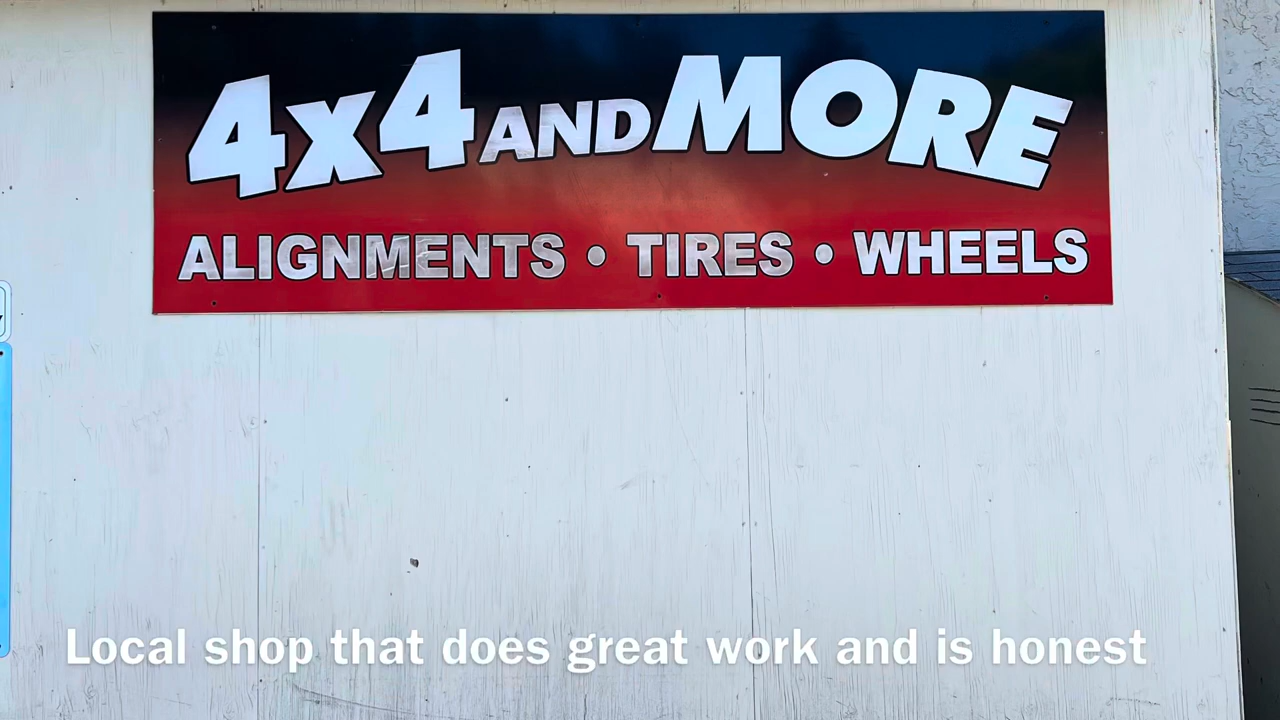 4x4 AND MORE
ALIGNMENTS • TIRES • WHEELS
Local shop that does great work and is honest